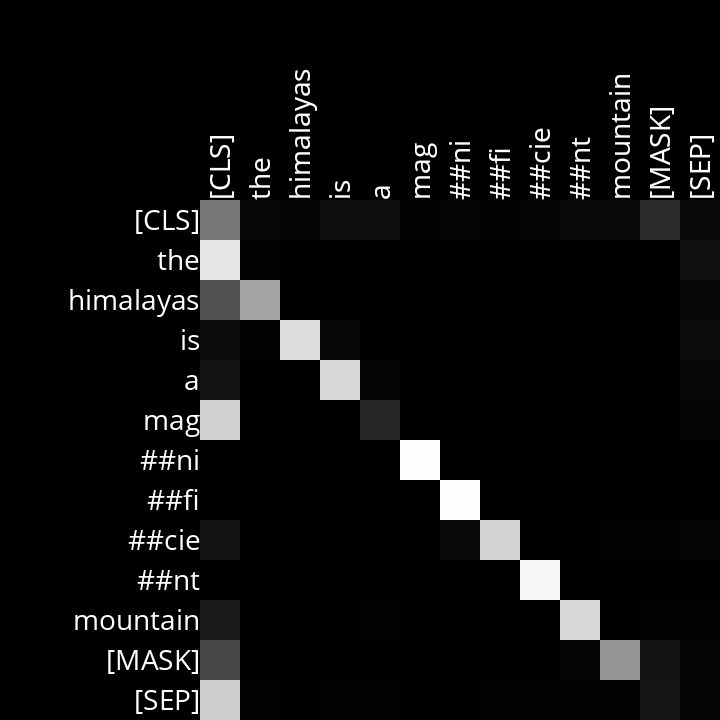 [CLS]
the
himalayas
is
a
mag
##ni
##fi
##cie
##nt
mountain
[MASK]
[SEP]
[CLS]
the
himalayas
is
a
mag
##ni
##fi
##cie
##nt
mountain
[MASK]
[SEP]